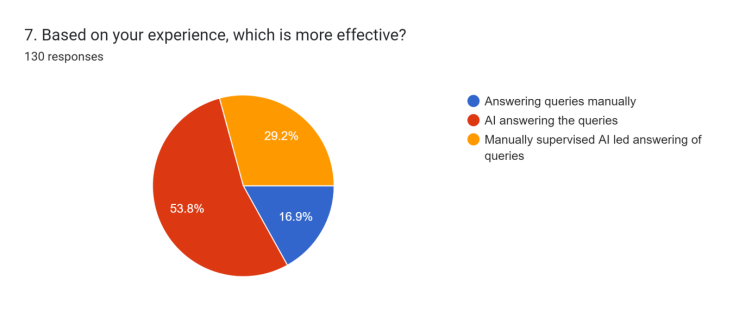 7. Based on your experience, which is more effective?
130 responses
Answering queries manually
AI answering the queries
Manually supervised AI led answering of
queries
29.2%
53.8%
16.9%